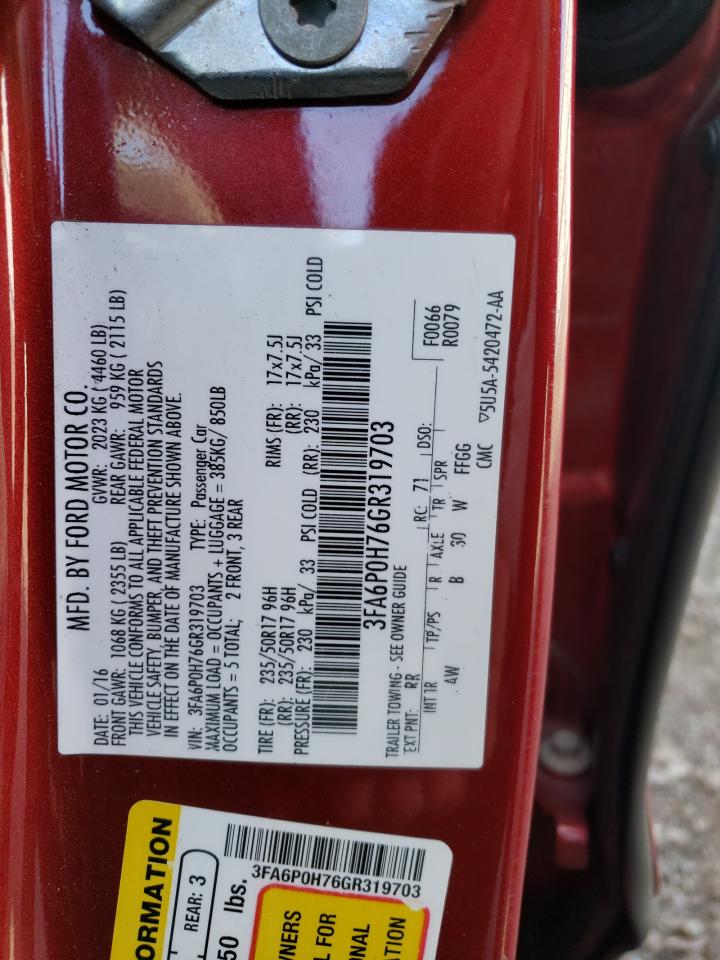 MFD. BY FORD MOTOR CO.
DATE: 01/16 GVWR: 2023 KG ( 4460 LB)
FRONT GAWR: 1068 KG ( 2355 LB) REAR GAWR: 959 KG ( 2115 LB)
THIS VEHICLE CONFORMS TO ALL APPLICABLE FEDERAL MOTOR
VEHICLE SAFETY, BUMPER, AND THEFT PREVENTION STANDARDS
IN EFFECT ON THE DATE OF MANUFACTURE SHOWN ABOVE.
VIN: 3FA6P0H76GR319703 TYPE: Passenger Car
MAXIMUM LOAD = OCCUPANTS + LUGGAGE = 385KG/ 850LB
OCCUPANTS = 5 TOTAL; 2 FRONT, 3 REAR
TIRE (FR): 235/50R17 96H RIMS (FR): 17x7.5J
(RR): 235/50R17 96H (RR): 17x7.5J
PRESSURE (FR): 230 kPa/ 33 PSI COLD (RR): 230 kPa/ 33 PSI COLD
3FA6P0H76GR319703
TRAILER TOWING - SEE OWNER GUIDE
F0066
R0079
EXT PNT: RR RC: 71 DSO:
INT TR TP/PS R AXLE TR SPR
4W B 30 W FFGG
CMC ▽5U5A-5420472-AA
3FA6P0H76GR319703
ORMATION
REAR: 3
50 lbs.
WNERS
L FOR
ONAL
ATION